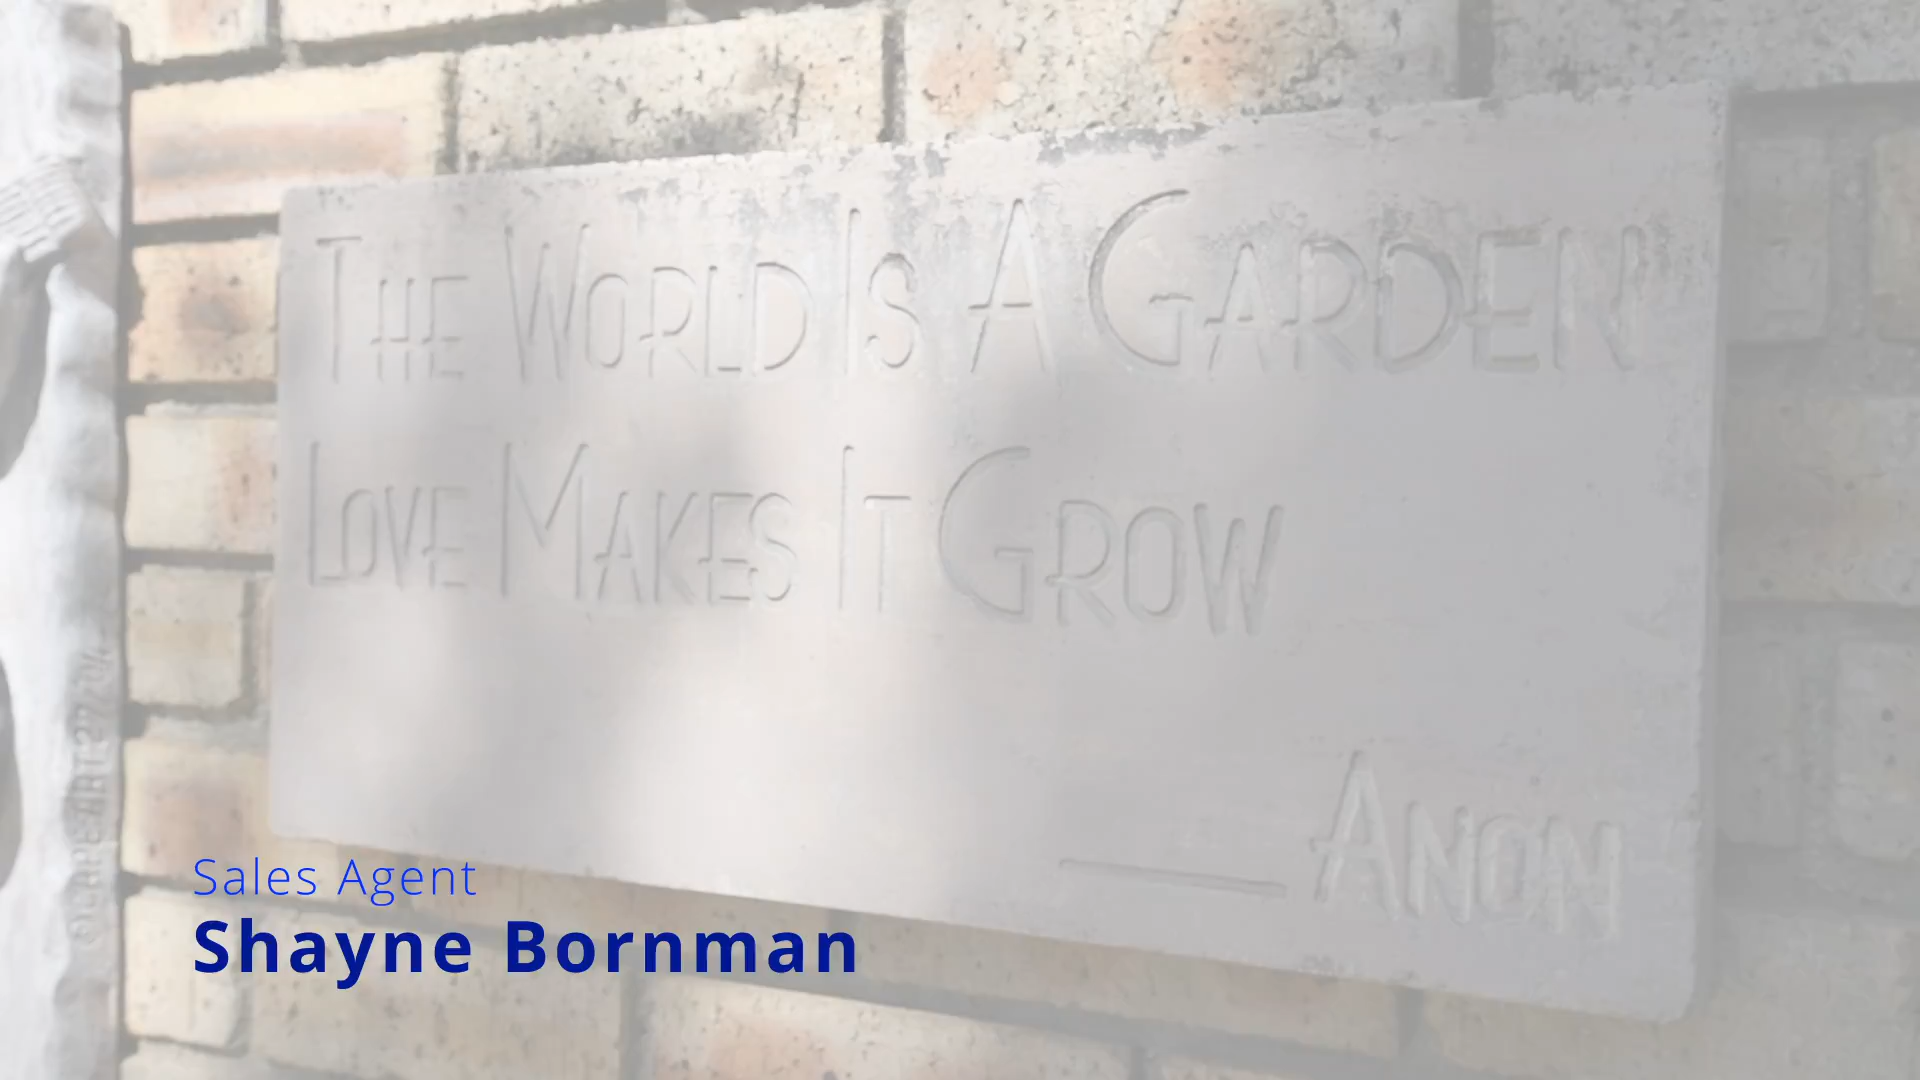 The World Is A Garden
Love Makes It Grow
Anon
Sales Agent
Shayne Bornman